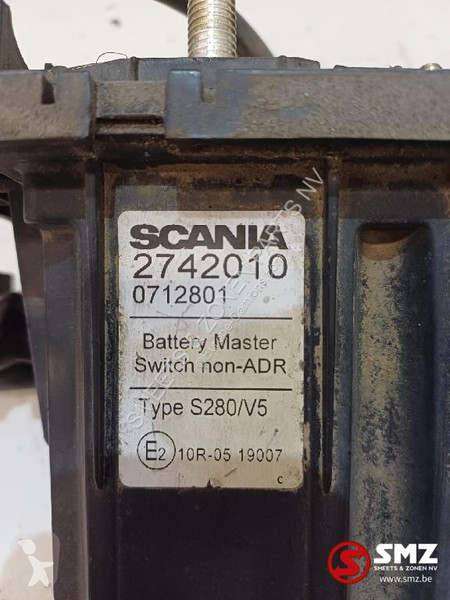 SCANIA
2742010
0712801
Battery Master
Switch non-ADR
Type S280/V5
E2 10R-05 19007
c
SMZ
SHEETS & ZONEN NV
www.smz.be